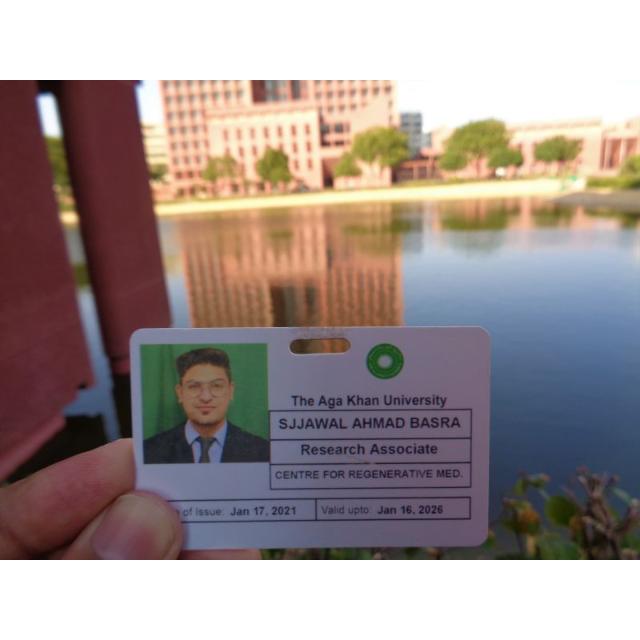 The Aga Khan University
SJJAWAL AHMAD BASRA
Research Associate
CENTRE FOR REGENERATIVE MED.
of Issue: Jan 17, 2021 Valid upto: Jan 16, 2026